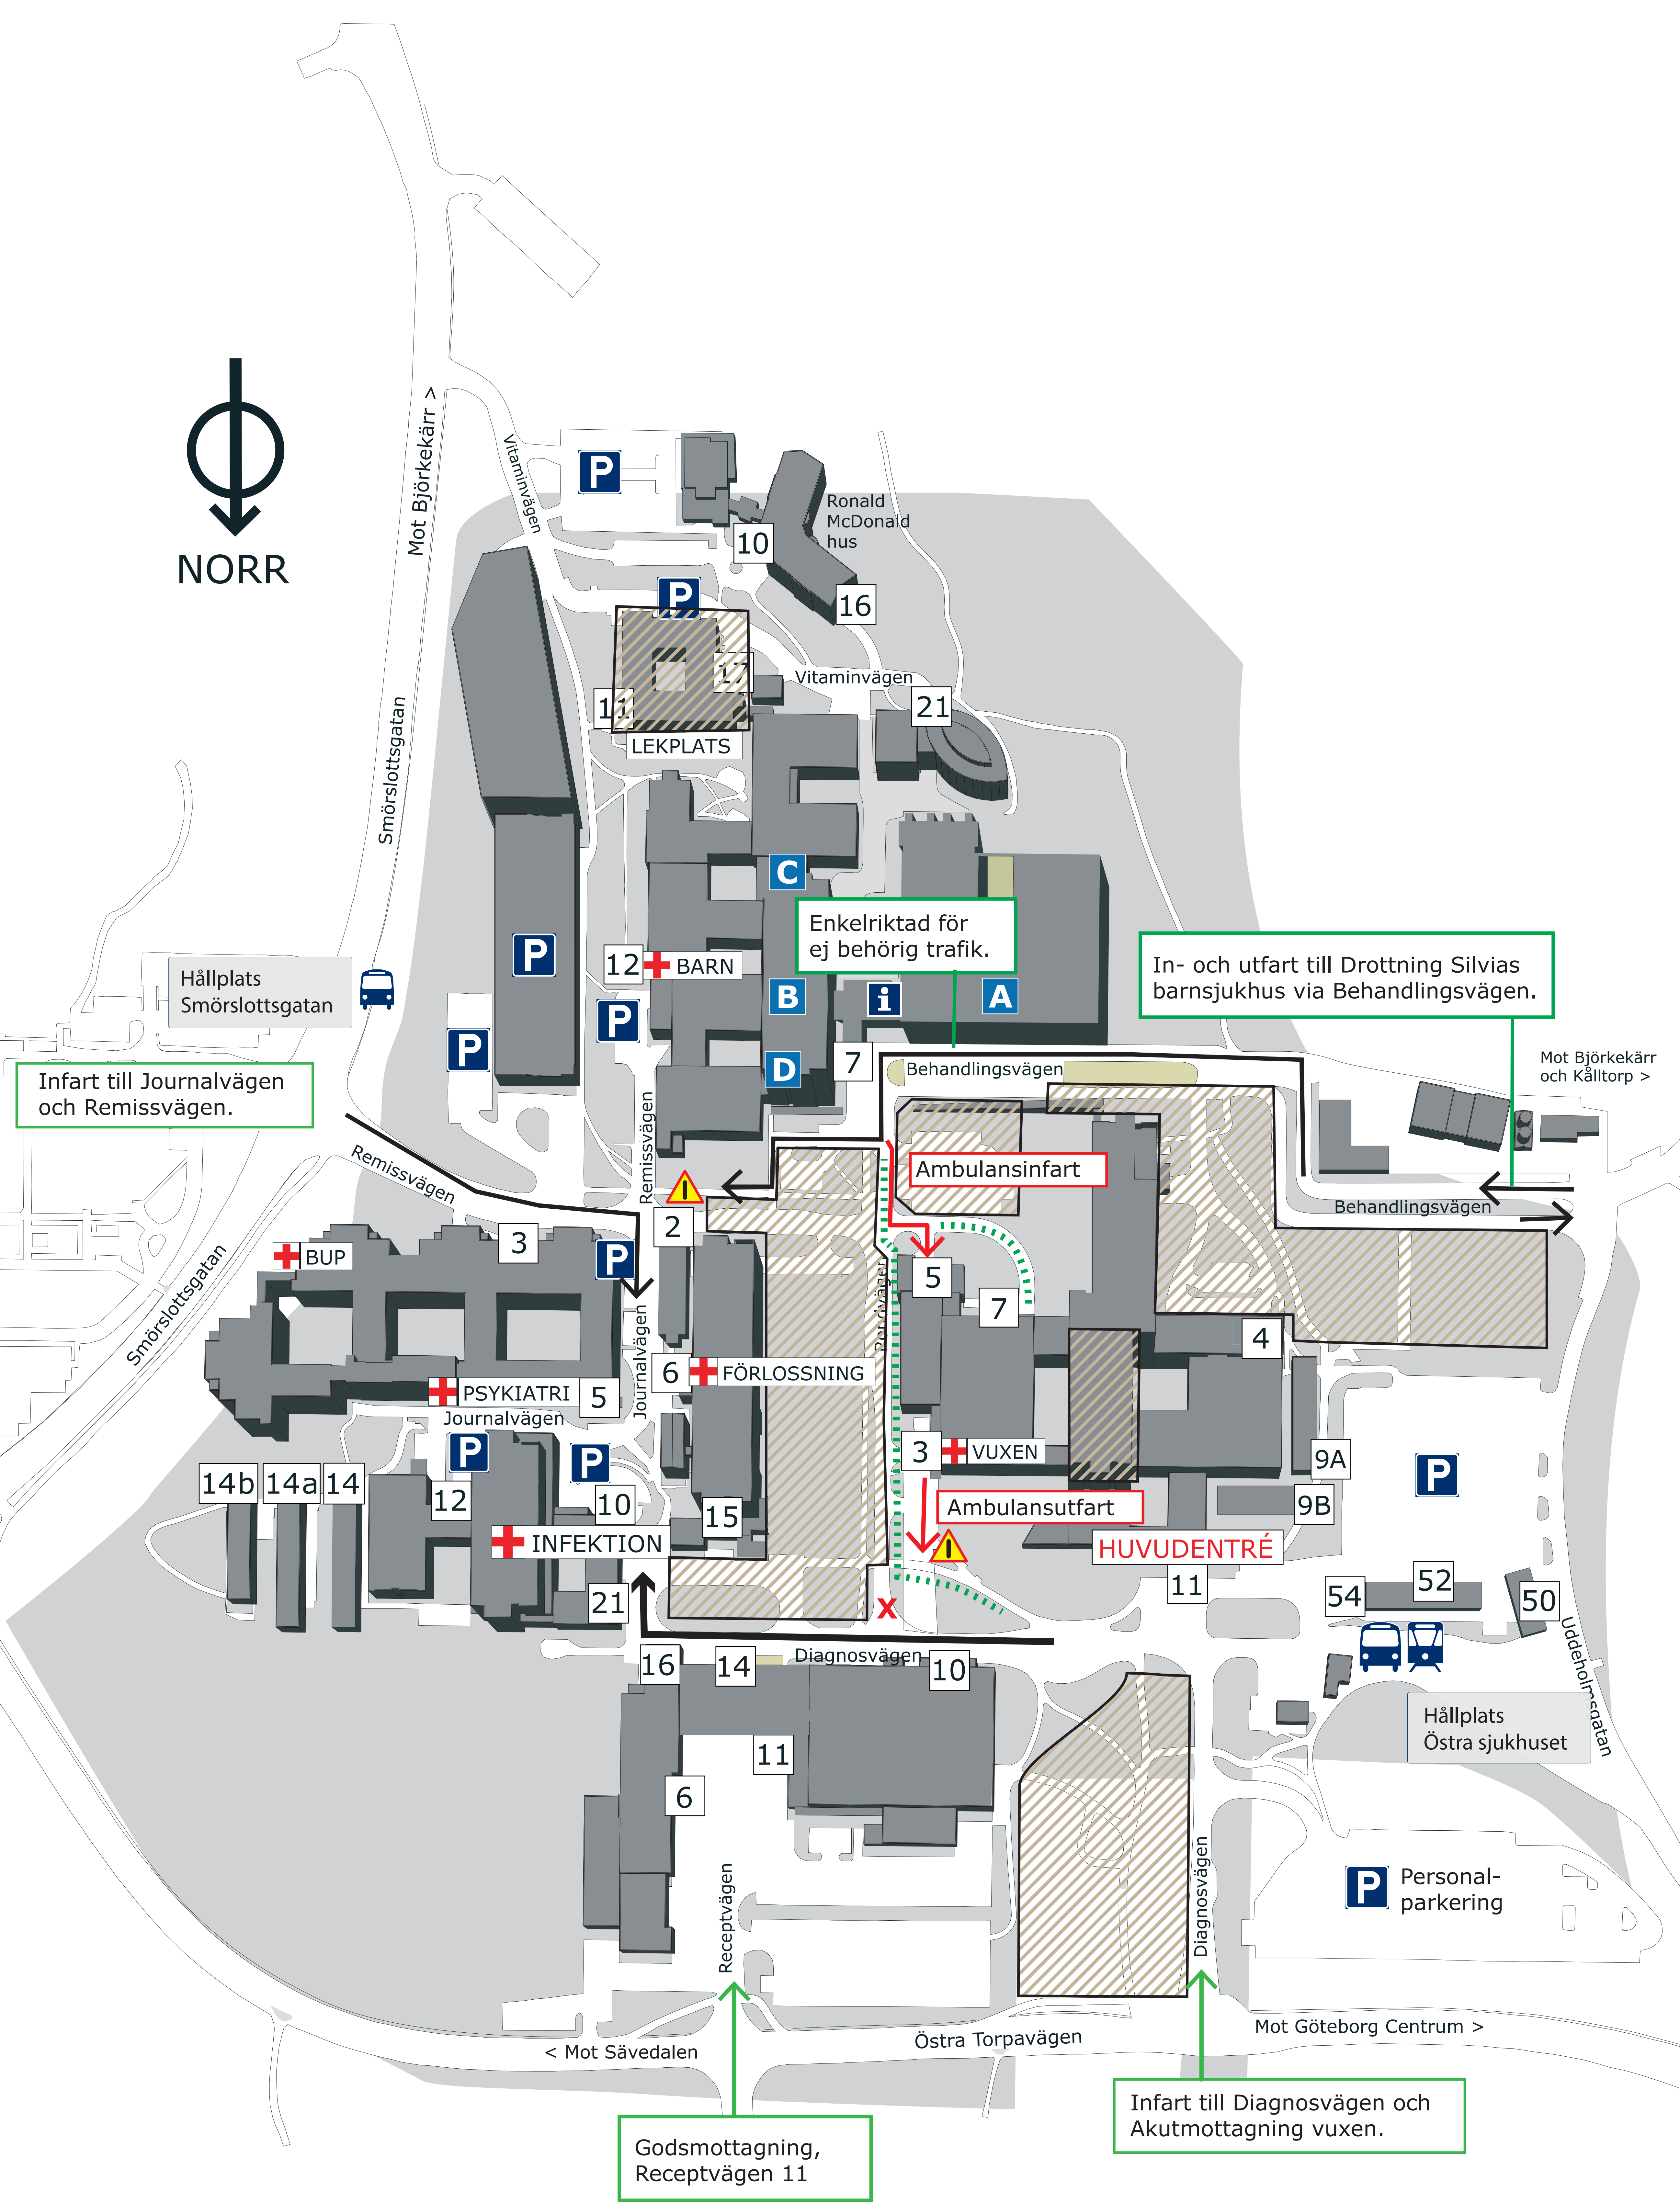 Mot Björkekärr >
Vitaminvägen
P
Ronald
McDonald
hus
10
NORR
P
16
17
Vitaminvägen
11
21
LEKPLATS
Smörslottsgatan
C
Enkelriktad för
ej behörig trafik.
P
12
BARN
In- och utfart till Drottning Silvias
barnsjukhus via Behandlingsvägen.
Hållplats
Smörslottsgatan
B
i
A
P
P
D
7
Behandlingsvägen
Mot Björkekärr
och Kålltorp >
Infart till Journalvägen
och Remissvägen.
Remissvägen
Remissvägen
Ambulansinfart
Behandlingsvägen
2
3
BUP
P
5
Smörslottsgatan
7
4
Journalvägen
6
FÖRLOSSNING
PSYKIATRI
5
Journalvägen
P
P
3
VUXEN
9A
P
14b
14a
14
12
10
15
Ambulansutfart
9B
INFEKTION
HUVUDENTRÉ
11
21
X
54
52
50
Diagnosvägen
16
14
10
Uddeholmsgatan
Hållplats
Östra sjukhuset
11
6
Receptvägen
Diagnosvägen
P
Personal-
parkering
Östra Torpavägen
Mot Göteborg Centrum >
< Mot Sävedalen
Infart till Diagnosvägen och
Akutmottagning vuxen.
Godsmottagning,
Receptvägen 11